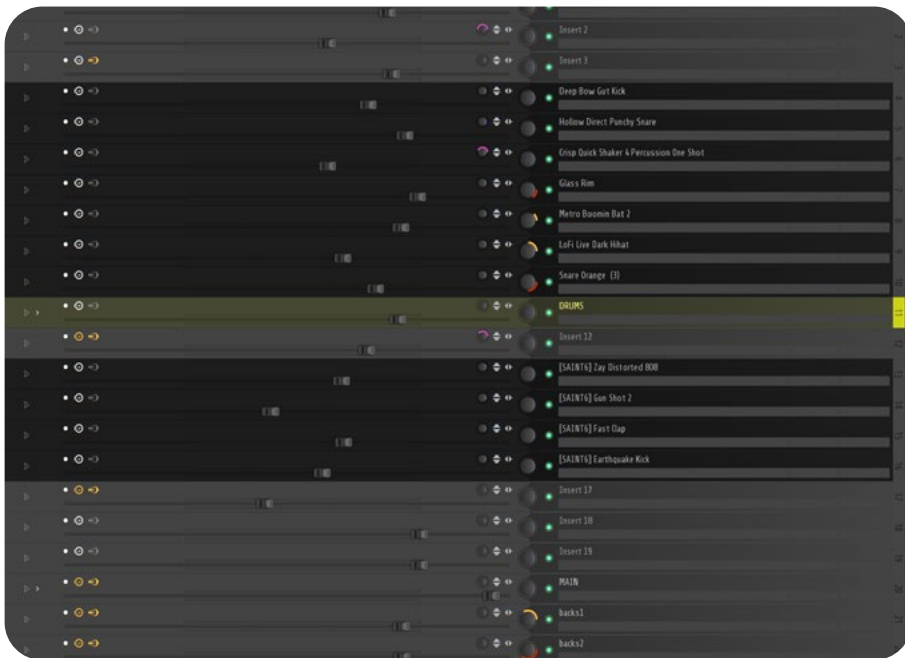 Insert 2
Insert 3
Deep Bow Gut Kick
Hollow Direct Punchy Snare
Crisp Quick Shaker 4 Percussion One Shot
Glass Rim
Metro Boomin Bat 2
LoFi Live Dark Hihat
Snare Orange (3)
DRUMS
Insert 12
[SAINT6] Zay Distorted 808
[SAINT6] Gun Shot 2
[SAINT6] Fast Clap
[SAINT6] Earthquake Kick
Insert 17
Insert 18
Insert 19
MAIN
backs1
backs2